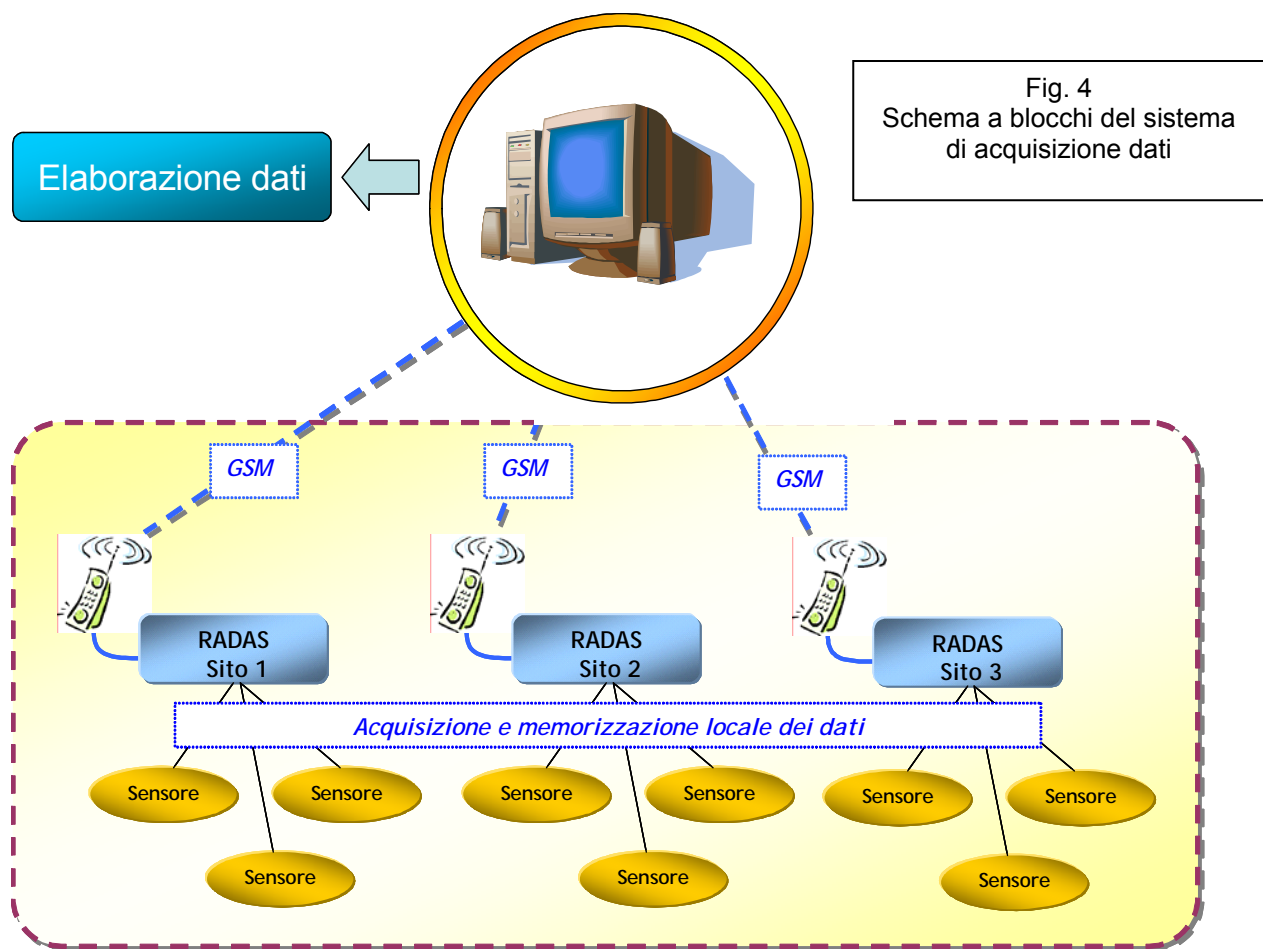 Fig. 4
Schema a blocchi del sistema
di acquisizione dati
Elaborazione dati
GSM
GSM
GSM
RADAS
Sito 1
RADAS
Sito 2
RADAS
Sito 3
Acquisizione e memorizzazione locale dei dati
Sensore
Sensore
Sensore
Sensore
Sensore
Sensore
Sensore
Sensore
Sensore